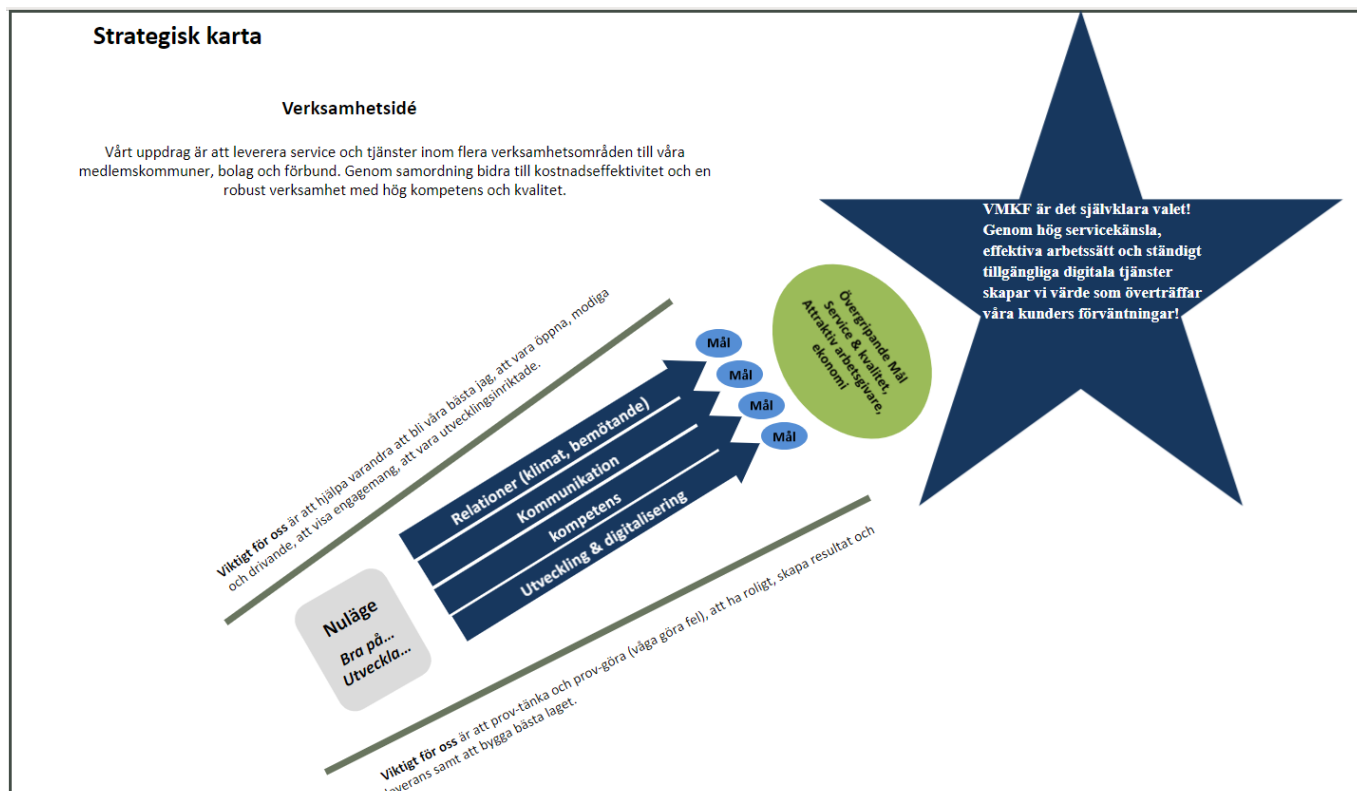 Strategisk karta
Verksamhetsidé
Vårt uppdrag är att leverera service och tjänster inom flera verksamhetsområden till våra
medlemskommuner, bolag och förbund. Genom samordning bidra till kostnadseffektivitet och en
robust verksamhet med hög kompetens och kvalitet.
VMKF är det självklara valet!
Genom hög servicekänsla,
effektiva arbetssätt och ständigt
tillgängliga digitala tjänster
skapar vi värde som överträffar
våra kunders förväntningar!
Övergripande Mål
Service & kvalitet,
Attraktiv arbetsgivare,
ekonomi
Mål
Mål
Mål
Mål
Viktigt för oss är att hjälpa varandra att bli våra bästa jag, att vara öppna, modiga
och drivande, att visa engagemang, att vara utvecklingsinriktade.
Relationer (klimat, bemötande)
Kommunikation
kompetens
Utveckling & digitalisering
Nuläge
Bra på...
Utveckla...
Viktigt för oss är att prov-tänka och prov-göra (våga göra fel), att ha roligt, skapa resultat och
leverans samt att bygga bästa laget.